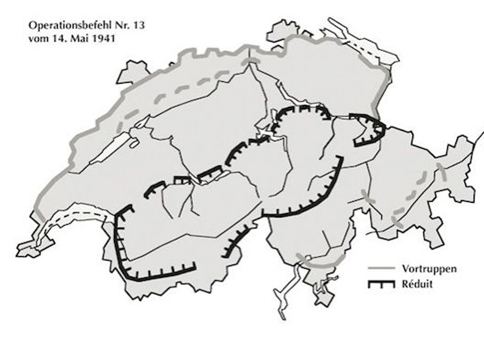 Operationsbefehl Nr. 13
vom 14. Mai 1941
Vortruppen
Réduit